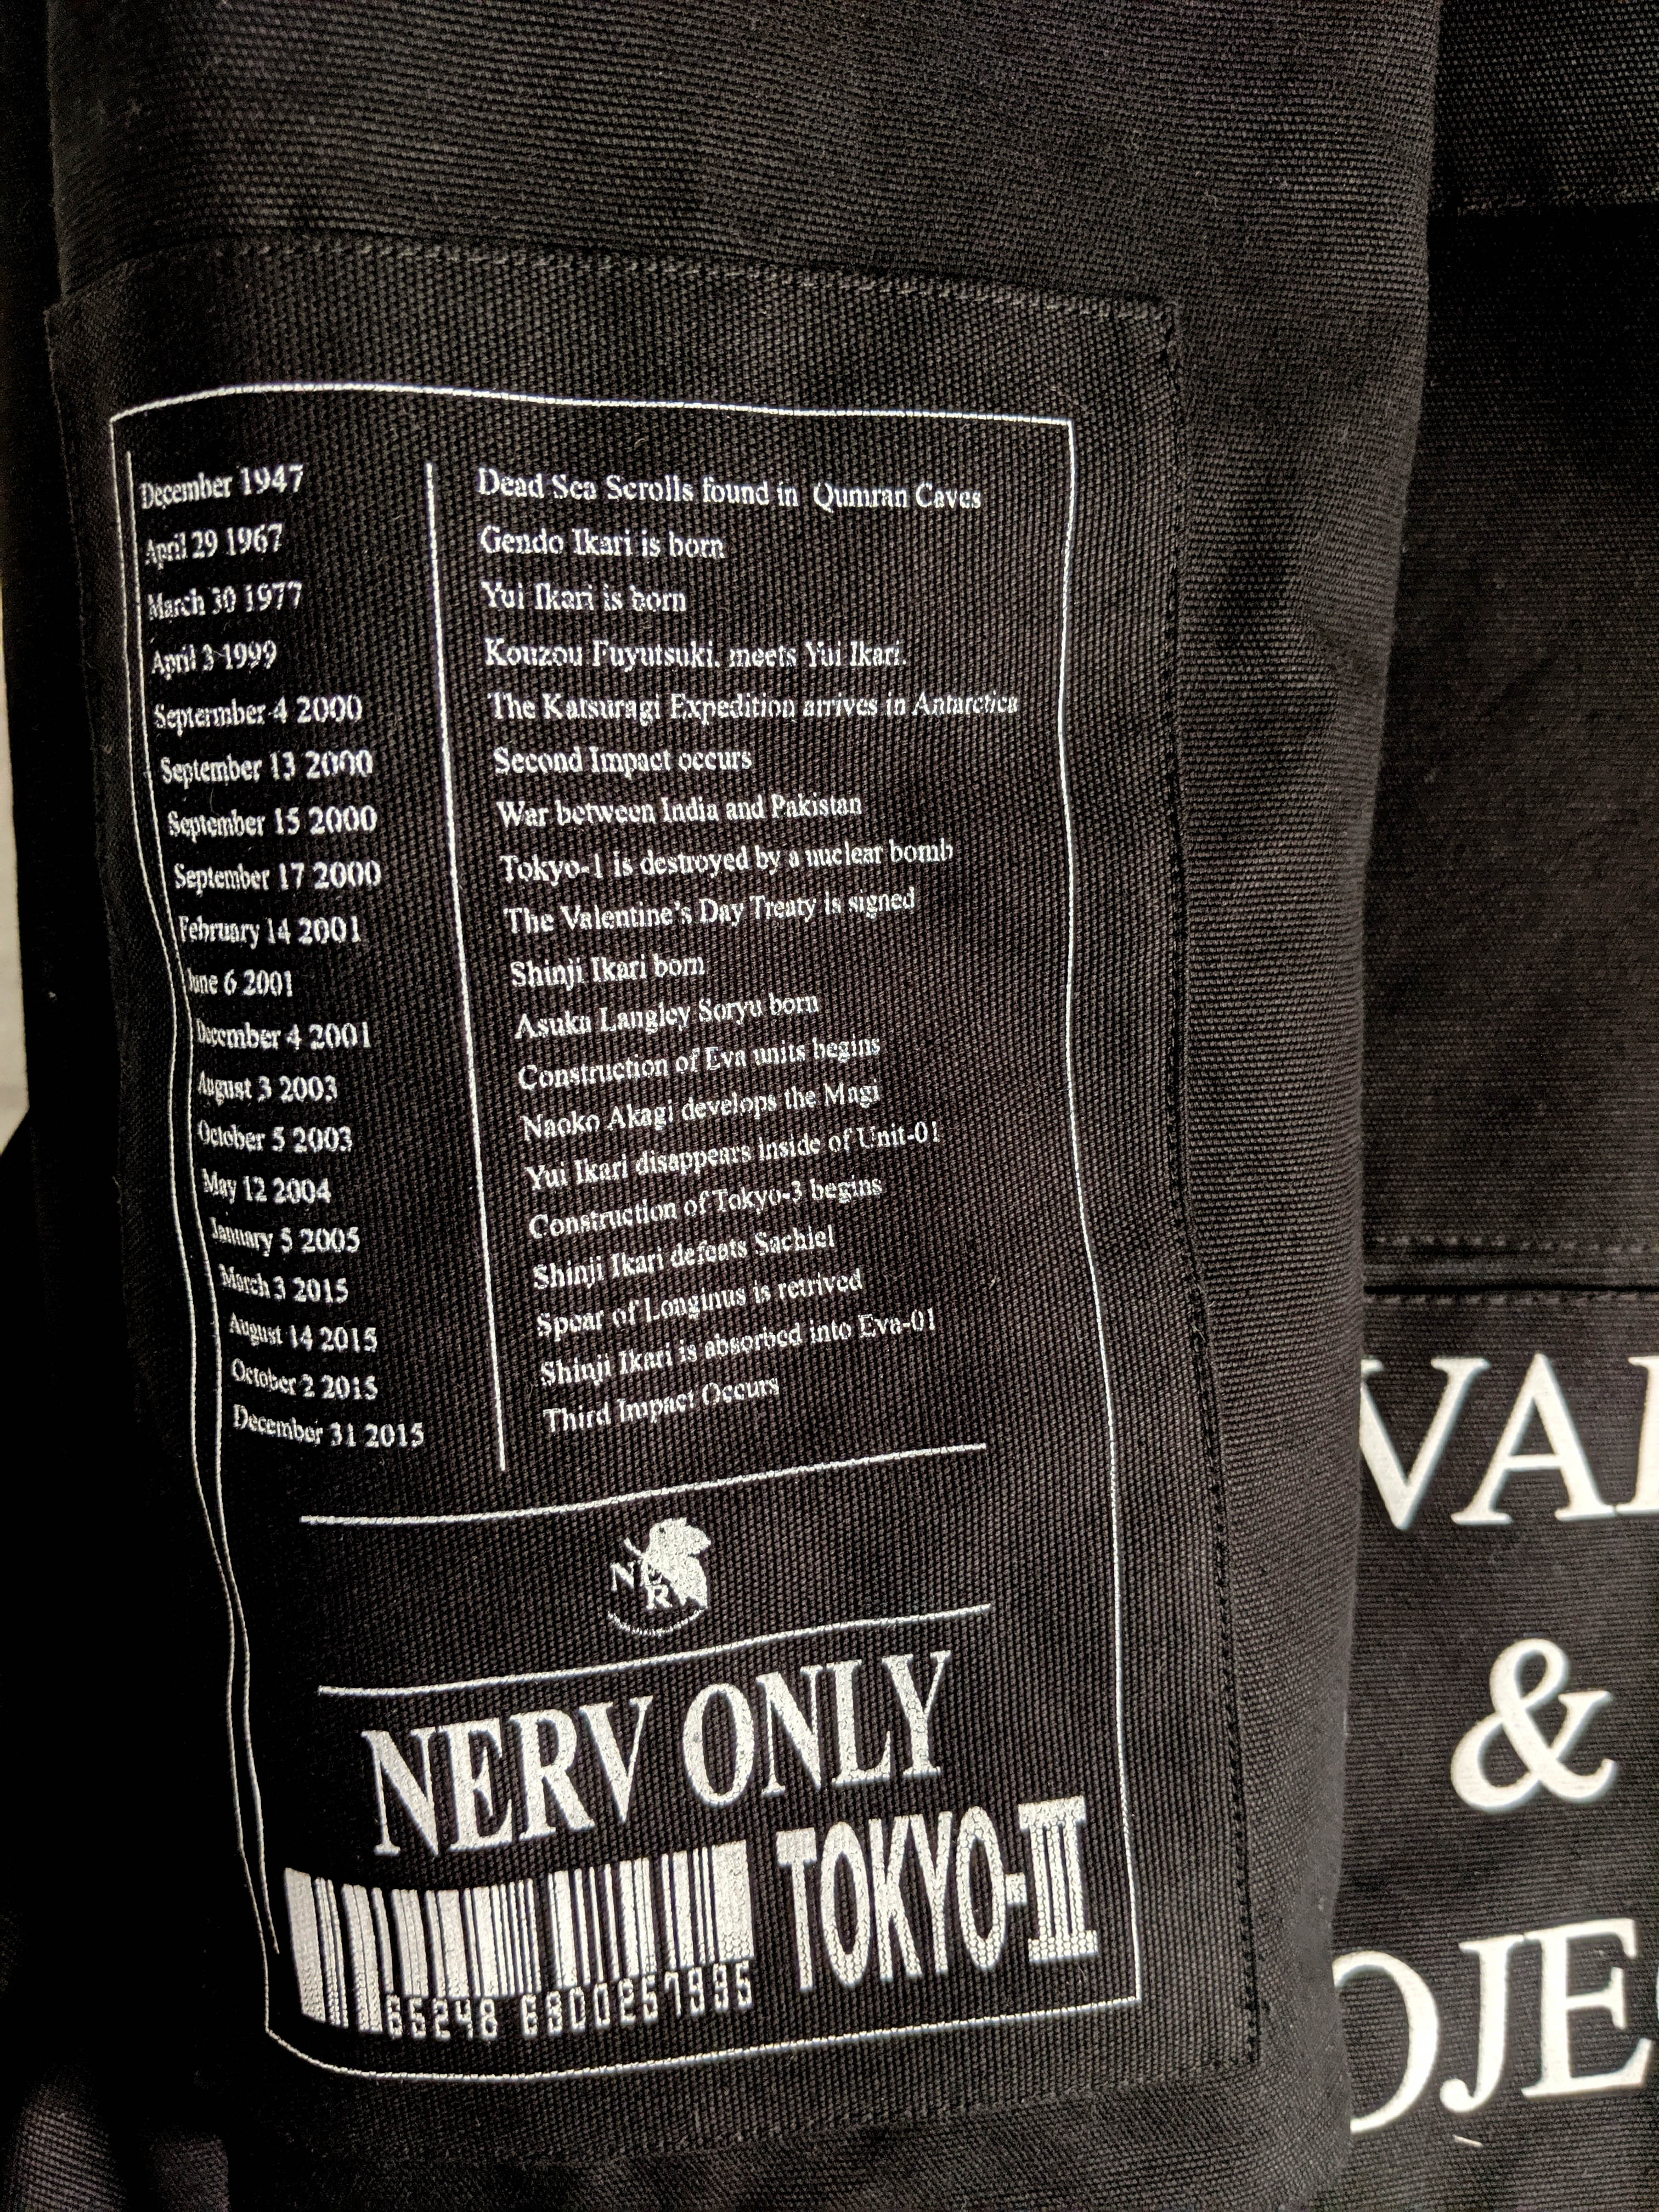 December 1947 Dead Sea Scrolls found in Qumran Caves
April 29 1967 Gendo Ikari is born
March 30 1977 Yui Ikari is born
April 3 1999 Kouzou Fuyutsuki. meets Yui Ikari.
Septermber 4 2000 The Katsuragi Expedition arrives in Antarctica
September 13 2000 Second Impact occurs
September 15 2000 War between India and Pakistan
September 17 2000 Tokyo-1 is destroyed by a nuclear bomb
February 14 2001 The Valentine's Day Treaty is signed
June 6 2001 Shinji Ikari born
December 4 2001 Asuka Langley Soryu born
August 3 2003 Construction of Eva units begins
October 5 2003 Naoko Akagi develops the Magi
May 12 2004 Yui Ikari disappears inside of Unit-01
January 5 2005 Construction of Tokyo-3 begins
March 3 2015 Shinji Ikari defeats Sachiel
August 14 2015 Spear of Longinus is retrived
October 2 2015 Shinji Ikari is absorbed into Eva-01
December 31 2015 Third Impact Occurs
NERV
NERV ONLY
TOKYO-III
VAI
&
OJE